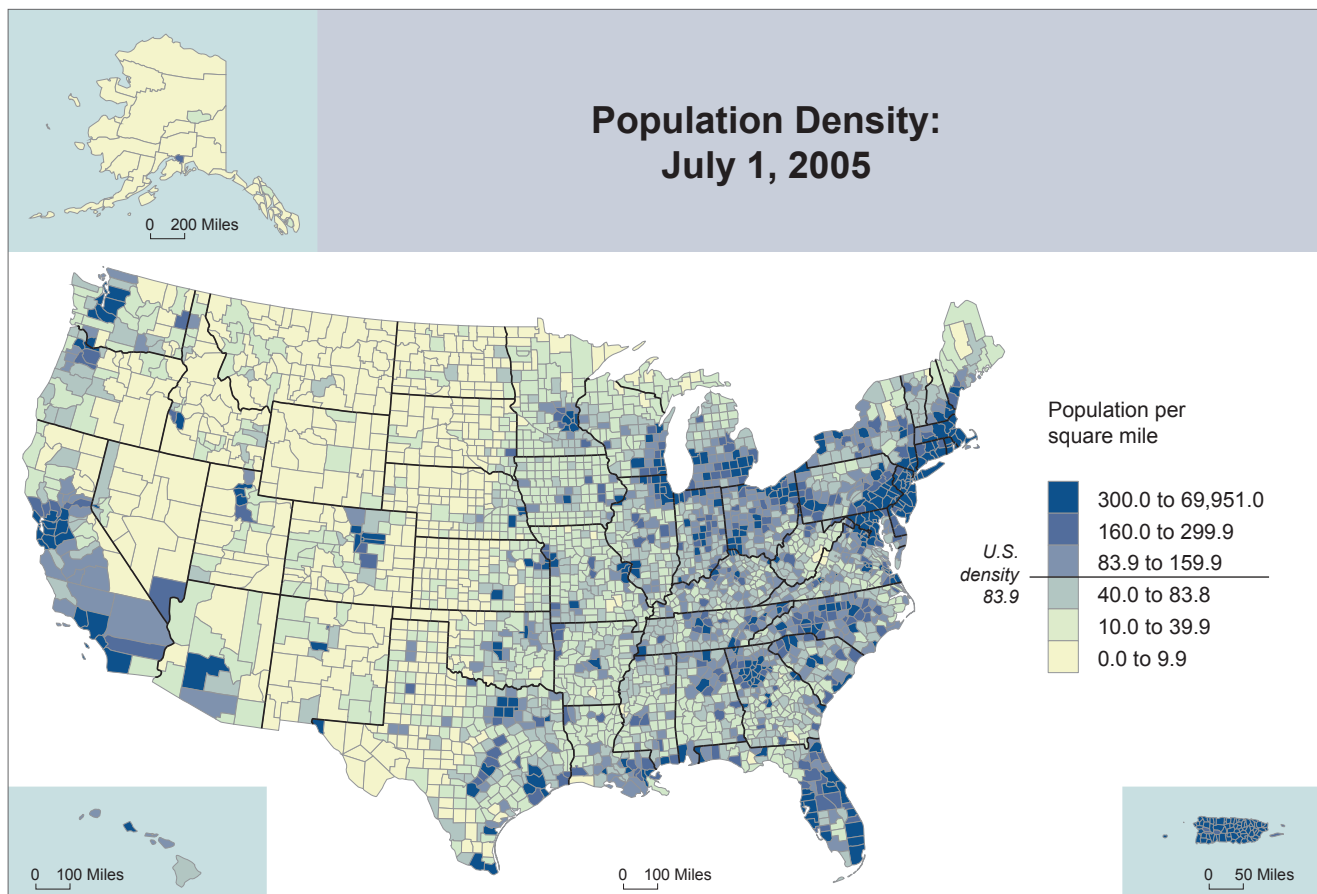 Population Density:
July 1, 2005
0 200 Miles
Population per
square mile
300.0 to 69,951.0
160.0 to 299.9
83.9 to 159.9
U.S.
density
83.9
40.0 to 83.8
10.0 to 39.9
0.0 to 9.9
0 100 Miles
0 100 Miles
0 50 Miles